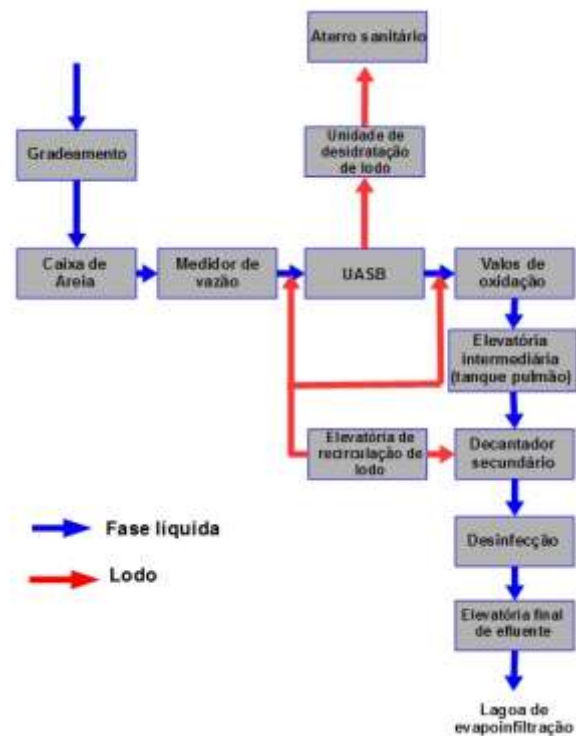 Aterro sanitário
Unidade de
desidratação
de lodo
Gradeamento
Caixa de
Areia
Medidor de
vazão
UASB
Valos de
oxidação
Elevatória
intermediária
(tanque pulmão)
Elevatória de
recirculação de
lodo
Decantador
secundário
Desinfecção
Elevatória final
de efluente
Lagoa de
evapoinfiltração
Fase líquida
Lodo